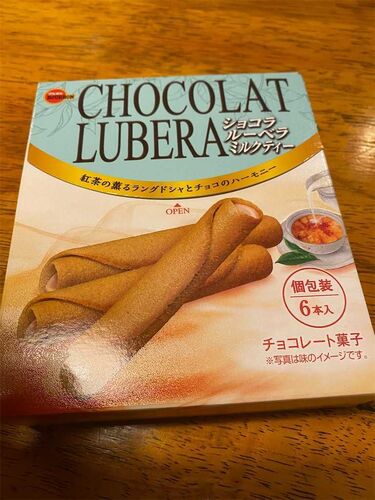 BOURBON
CHOCOLAT
LUBERA
ショコラ
ルーベラ
ミルクティー
紅茶の薫るラングドシャとチョコのハーモニー
OPEN
個包装
6本入
チョコレート菓子
※写真は味のイメージです。